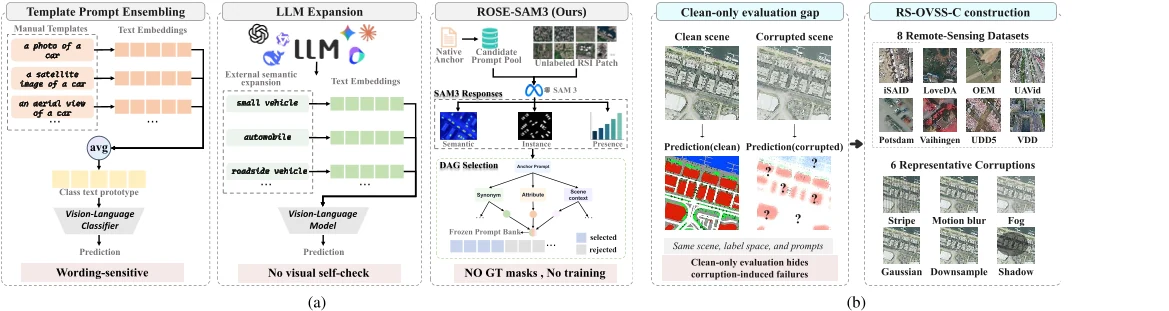 Template Prompt Ensembling
Manual Templates
Text Embeddings
a photo of a
car
a satellite
image of a car
an aerial view
of a car
...
...
avg
Class text prototype
Vision-Language
Classifier
Prediction
Wording-sensitive
LLM Expansion
LLM
External semantic
expansion
Text Embeddings
small vehicle
automobile
roadside vehicle
...
...
Vision-Language
Model
Prediction
No visual self-check
ROSE-SAM3 (Ours)
Native
Anchor
Candidate
Prompt Pool
Unlabeled RSI Patch
SAM 3
SAM3 Responses
Semantic
Instance
Presence
DAG Selection
Anchor Prompt
Synonym
Attribute
Scene
context
...
...
...
Frozen Prompt Bank
...
selected
rejected
NO GT masks , No training
(a)
Clean-only evaluation gap
Clean scene
Corrupted scene
Prediction(clean)
Prediction(corrupted)
?
?
?
?
?
?
Same scene, label space, and prompts
Clean-only evaluation hides
corruption-induced failures
RS-OVSS-C construction
8 Remote-Sensing Datasets
iSAID
LoveDA
OEM
UAVid
Potsdam
Vaihingen
UDD5
VDD
6 Representative Corruptions
Stripe
Motion blur
Fog
Gaussian
Downsample
Shadow
(b)